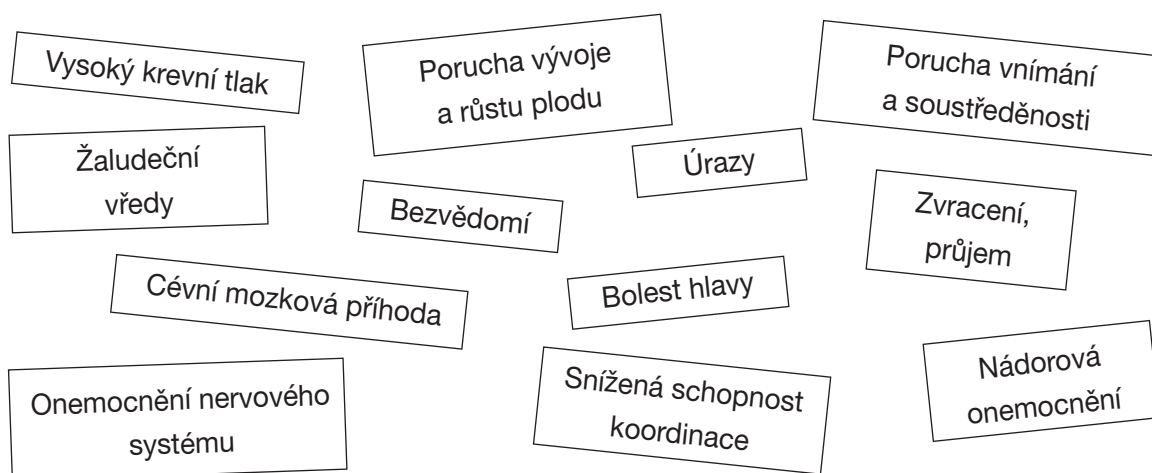 Vysoký krevní tlak
Porucha vývoje
a růstu plodu
Porucha vnímání
a soustředěnosti
Žaludeční
vředy
Úrazy
Bezvědomí
Zvracení,
průjem
Cévní mozková příhoda
Bolest hlavy
Onemocnění nervového
systému
Snížená schopnost
koordinace
Nádorová
onemocnění